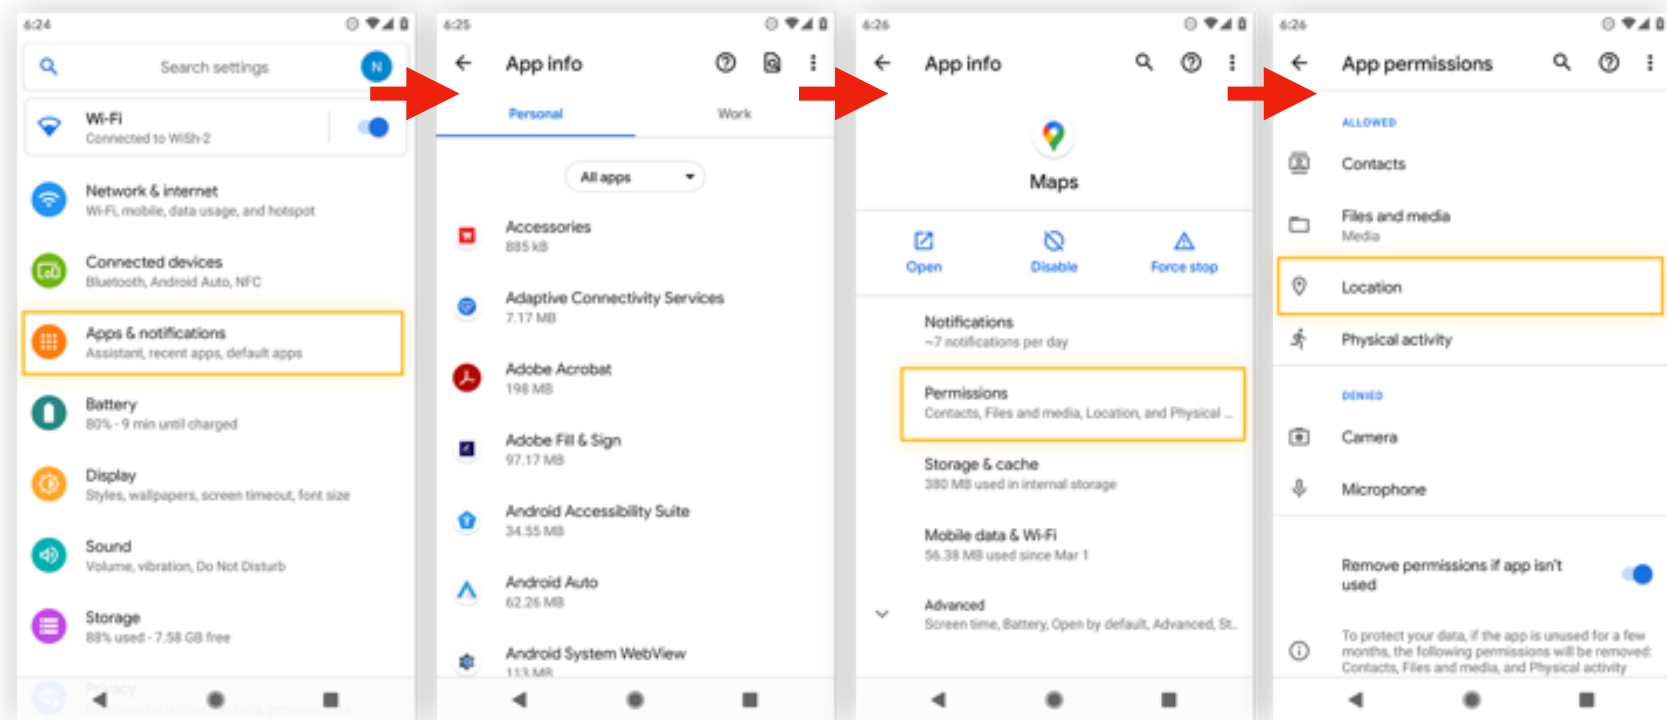 6:24
Search settings
N
Wi-Fi
Connected to WiSh-2
Network & internet
Wi-Fi, mobile, data usage, and hotspot
Connected devices
Bluetooth, Android Auto, NFC
Apps & notifications
Assistant, recent apps, default apps
Battery
80% - 9 min until charged
Display
Styles, wallpapers, screen timeout, font size
Sound
Volume, vibration, Do Not Disturb
Storage
88% used - 7.58 GB free
Privacy
6:25
App info
Personal
Work
All apps
Accessories
885 kB
Adaptive Connectivity Services
7.17 MB
Adobe Acrobat
198 MB
Adobe Fill & Sign
97.17 MB
Android Accessibility Suite
34.55 MB
Android Auto
62.26 MB
Android System WebView
113 MB
6:26
App info
Maps
Open
Disable
Force stop
Notifications
~7 notifications per day
Permissions
Contacts, Files and media, Location, and Physical ...
Storage & cache
380 MB used in internal storage
Mobile data & Wi-Fi
56.38 MB used since Mar 1
Advanced
Screen time, Battery, Open by default, Advanced, St..
6:26
App permissions
ALLOWED
Contacts
Files and media
Media
Location
Physical activity
DENIED
Camera
Microphone
Remove permissions if app isn't
used
To protect your data, if the app is unused for a few
months, the following permissions will be removed:
Contacts, Files and media, and Physical activity